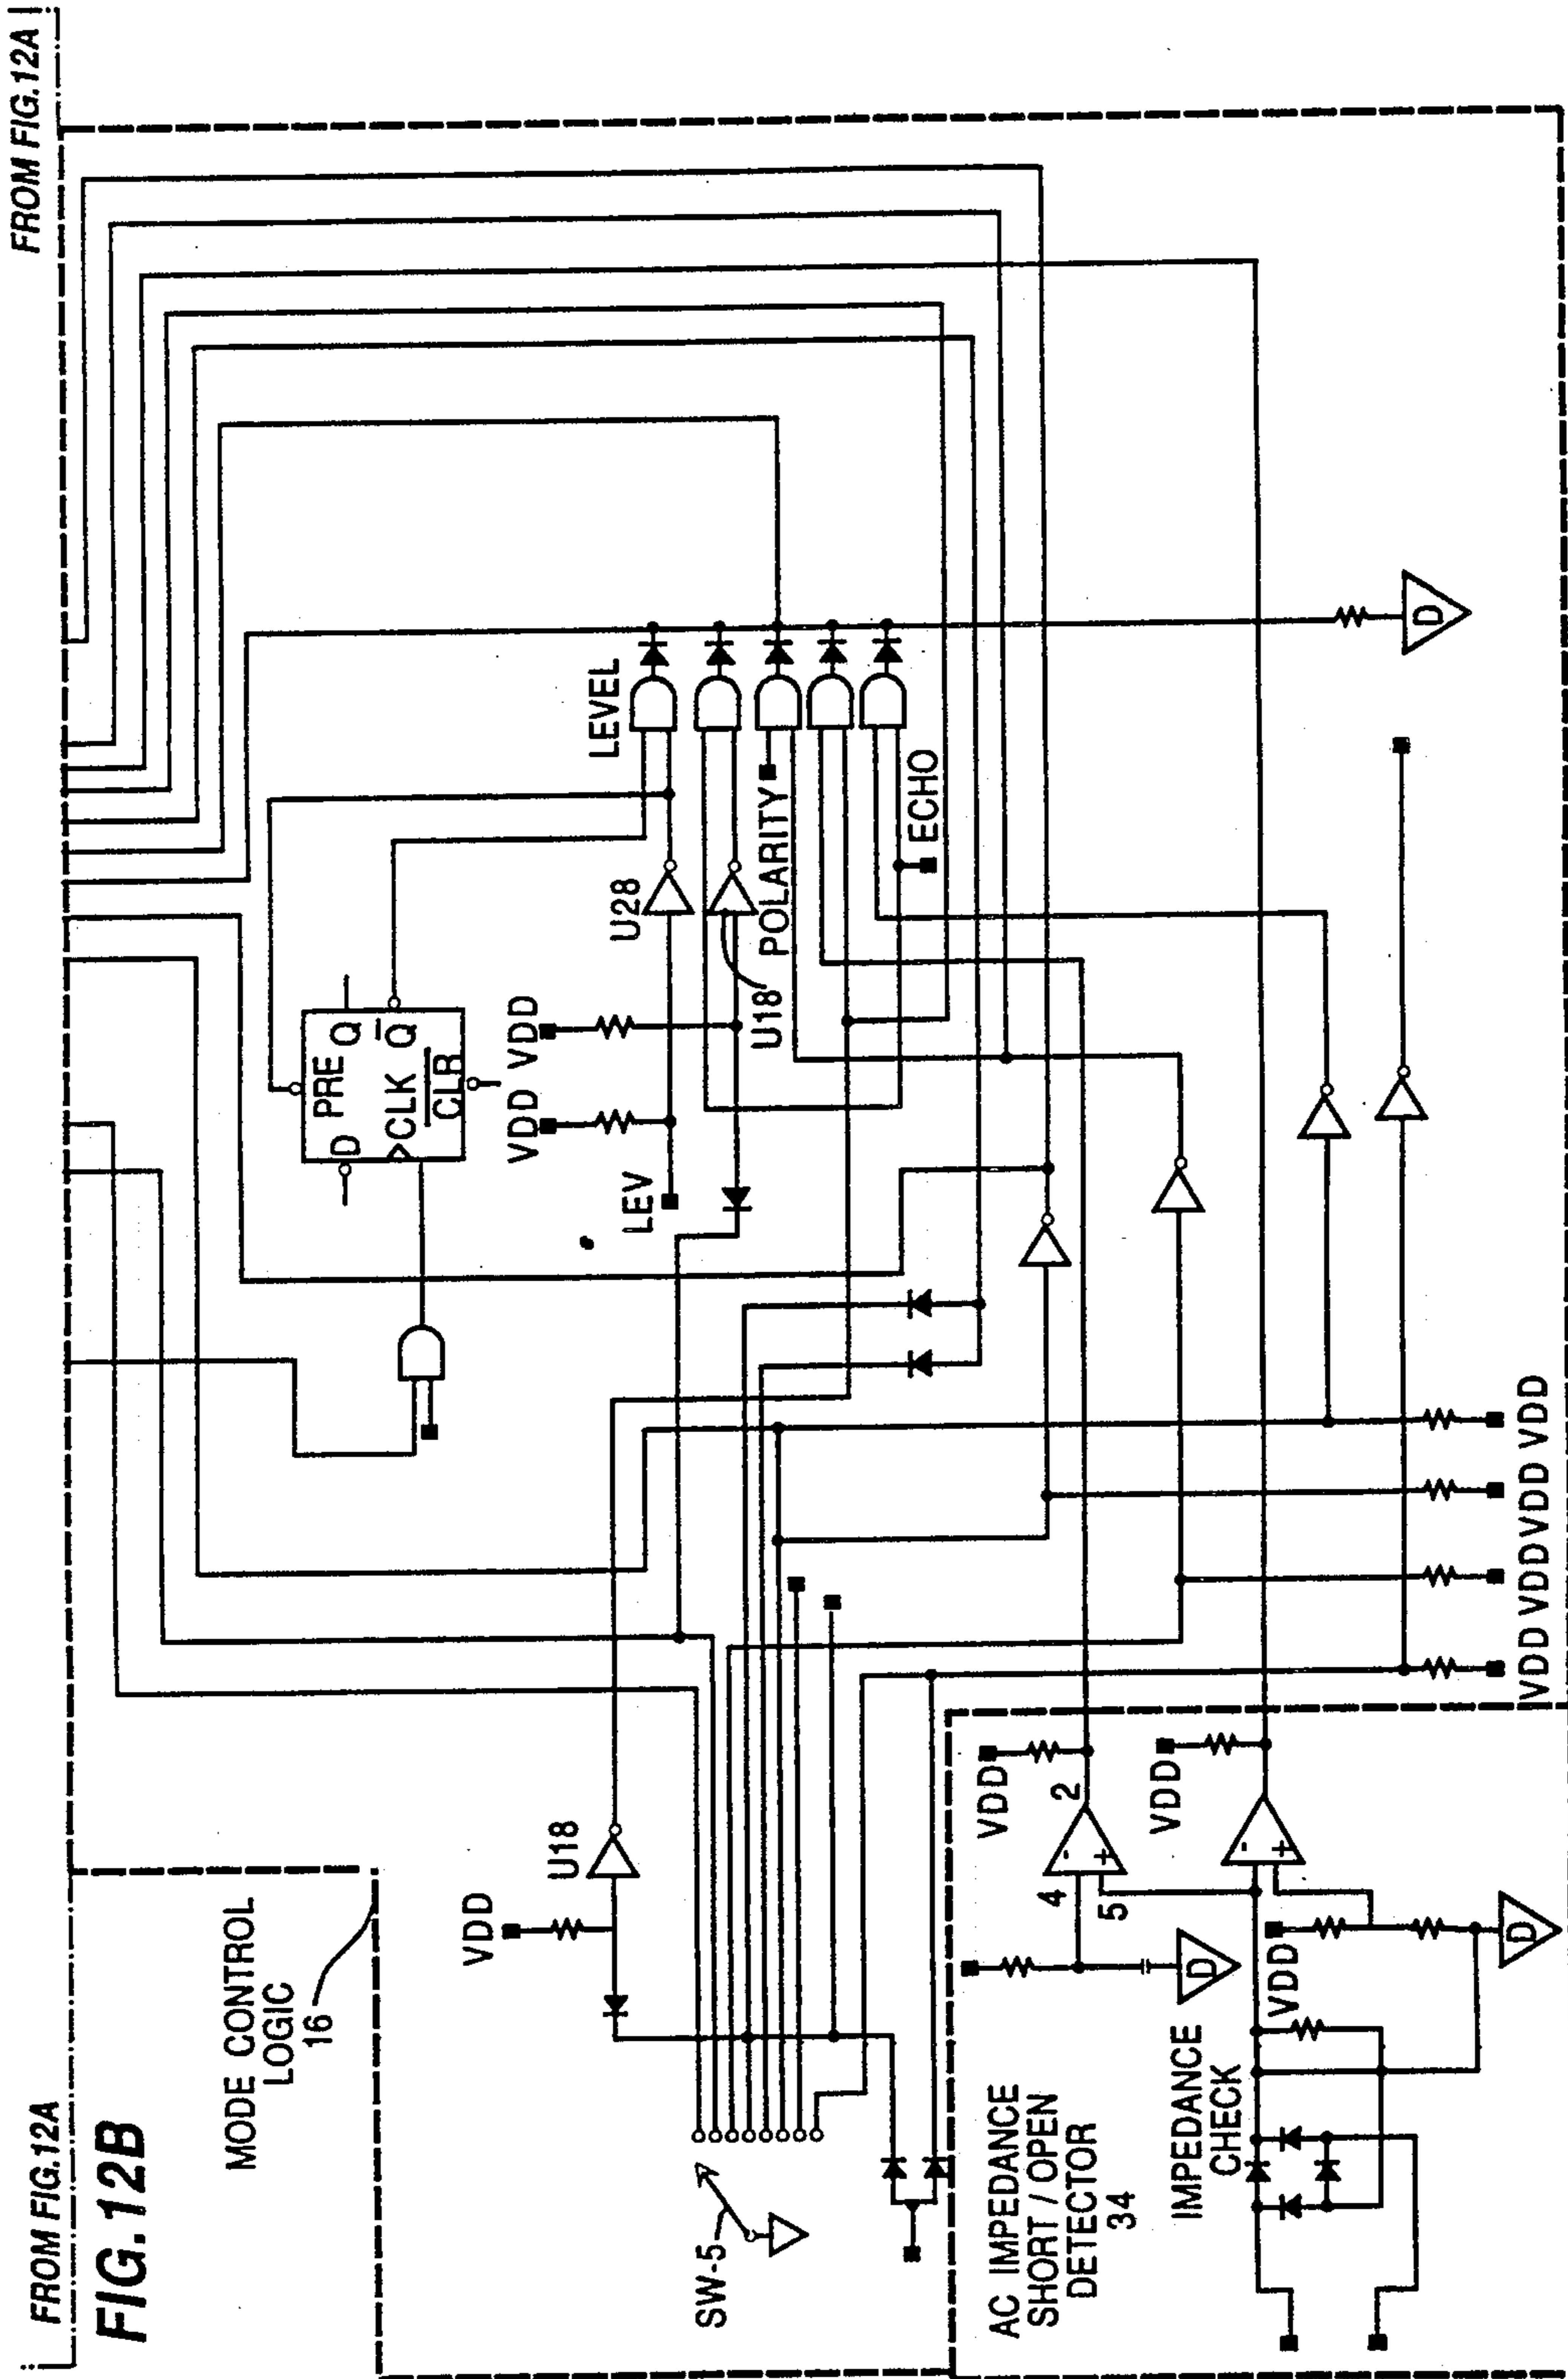 FROM FIG.12A
FROM FIG.12A
FIG.12B
MODE CONTROL
LOGIC
16
D
PRE
Q
CLK
Q
CLR
VDD
VDD
LEV
U28
LEVEL
U18
POLARITY
ECHO
VDD
U18
SW-5
D
AC IMPEDANCE
SHORT / OPEN
DETECTOR
34
IMPEDANCE
CHECK
VDD
4
5
-
+
2
D
VDD
-
+
VDD
D
VDD
VDD
VDD
VDD